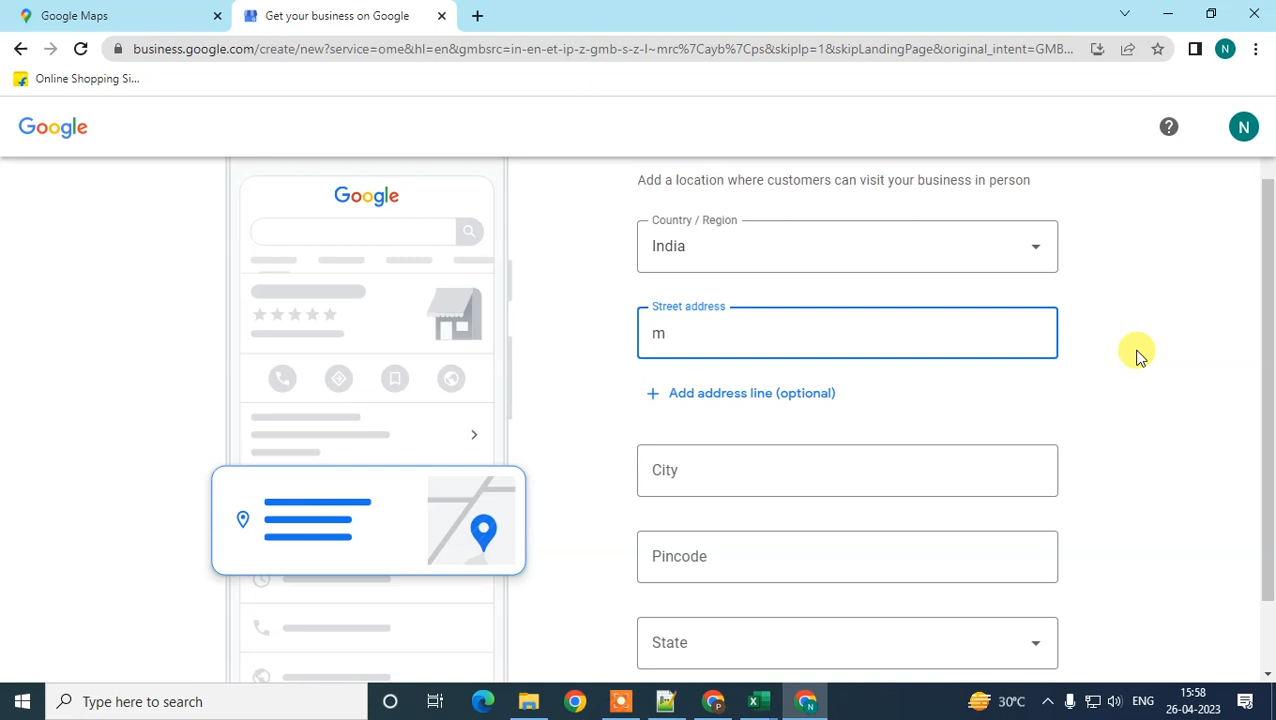 Google Maps
Get your business on Google
business.google.com/create/new?service=ome&hl=en&gmbsrc=in-en-et-ip-z-gmb-s-z-l~mrc%7Cayb%7Cps&skipIp=1&skipLandingPage&original_intent=GMB...
N
Online Shopping Si...
Google
N
Google
Add a location where customers can visit your business in person
Country / Region
India
Street address
m
+ Add address line (optional)
City
Pincode
State
Type here to search
P
N
30°C
ENG
15:58
26-04-2023